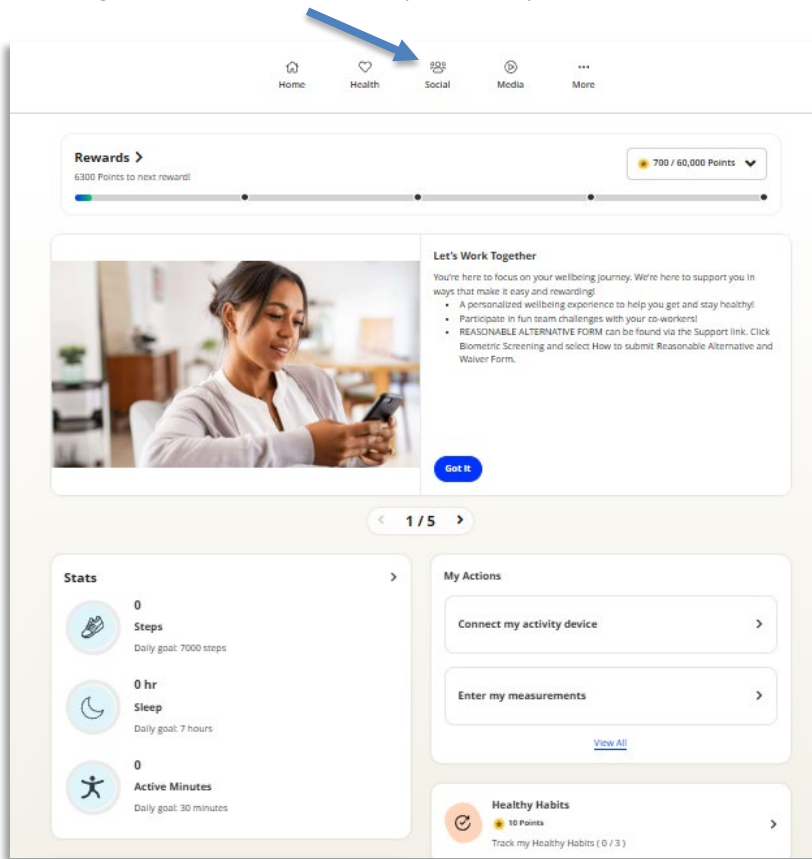 Home Health Social Media More
Rewards >
6300 Points to next reward!
700 / 60,000 Points
Let's Work Together
You're here to focus on your wellbeing journey. We're here to support you in
ways that make it easy and rewarding!
• A personalized wellbeing experience to help you get and stay healthy!
• Participate in fun team challenges with your co-workers!
• REASONABLE ALTERNATIVE FORM can be found via the Support link. Click
Biometric Screening and select How to submit Reasonable Alternative and
Waiver Form.
Got It
< 1 / 5 >
Stats >
0
Steps
Daily goal: 7000 steps
0 hr
Sleep
Daily goal: 7 hours
0
Active Minutes
Daily goal: 30 minutes
My Actions
Connect my activity device >
Enter my measurements >
View All
Healthy Habits
10 Points
Track my Healthy Habits ( 0 / 3 )